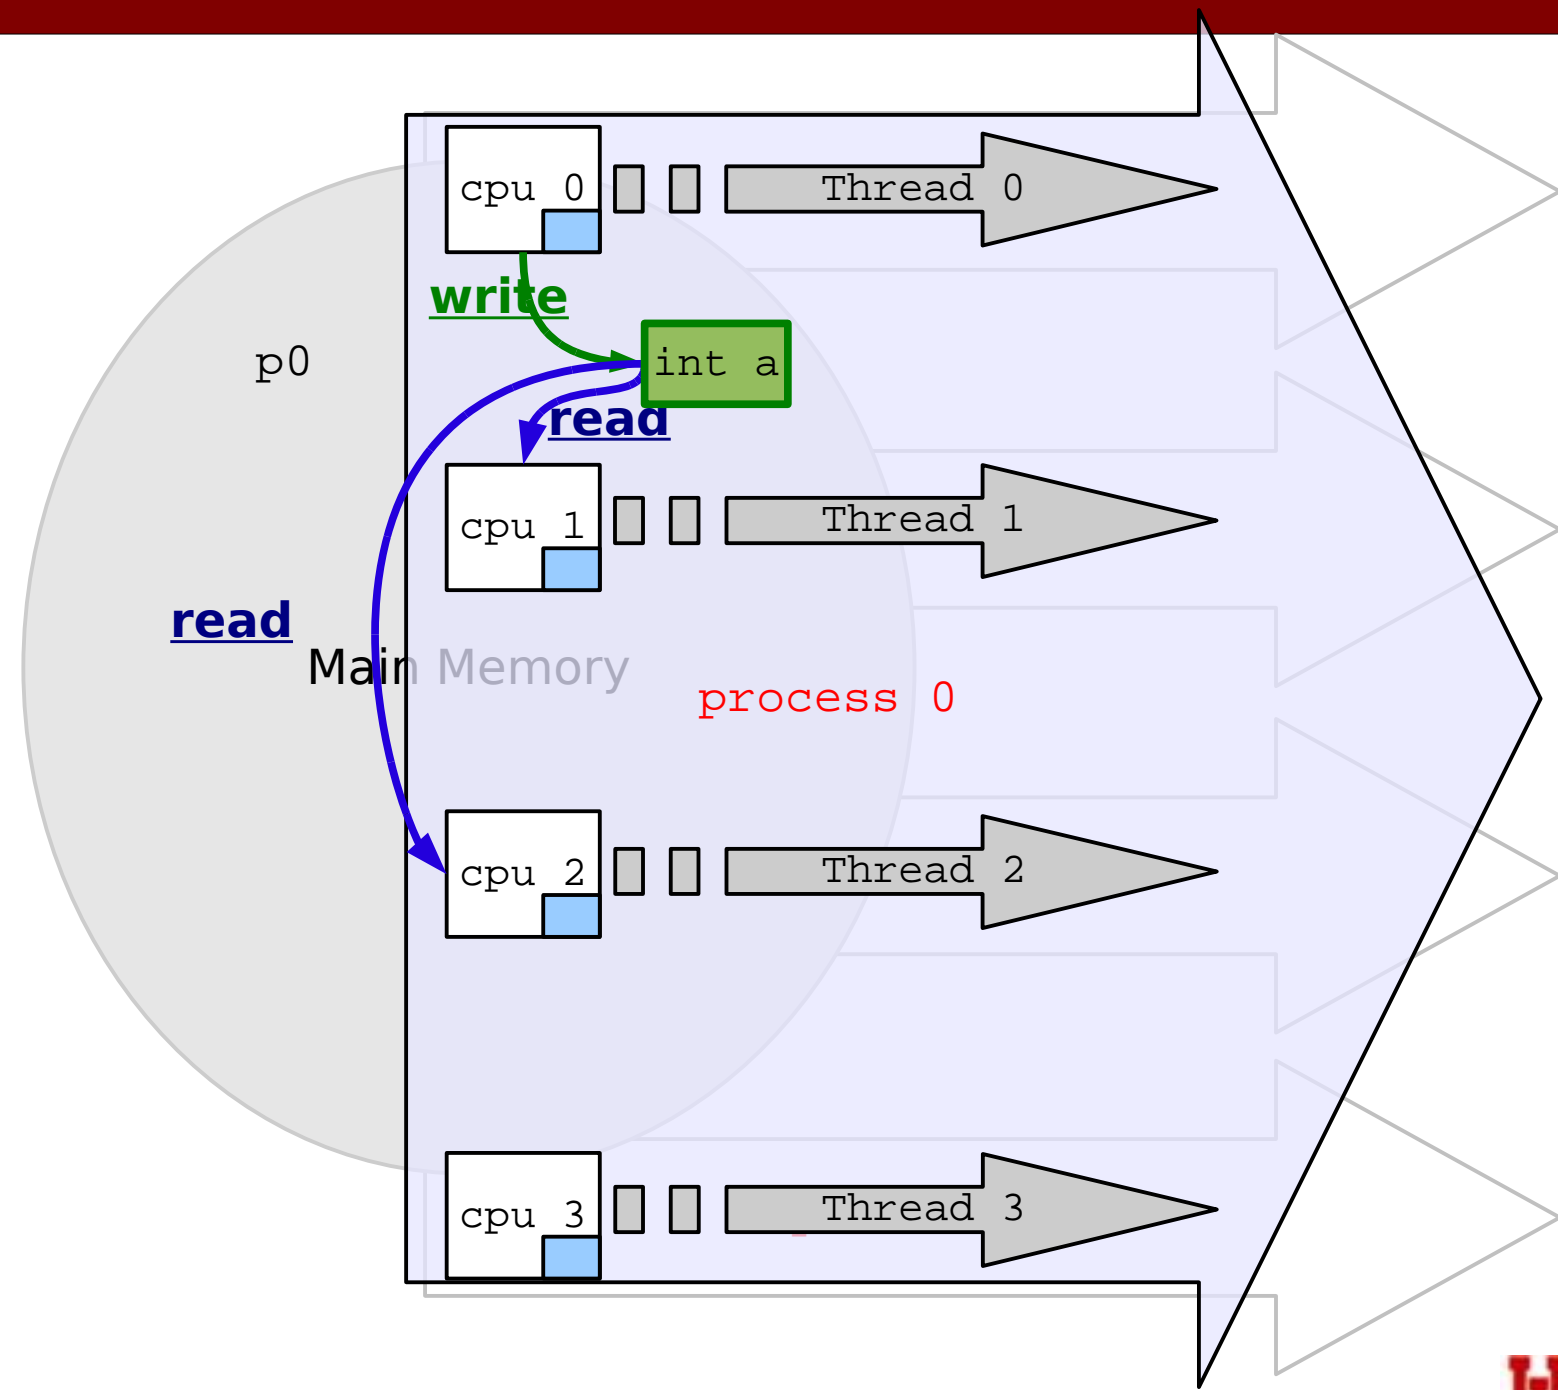 cpu 0
Thread 0
write
p0
int a
read
cpu 1
Thread 1
read
Main Memory
process 0
cpu 2
Thread 2
cpu 3
Thread 3